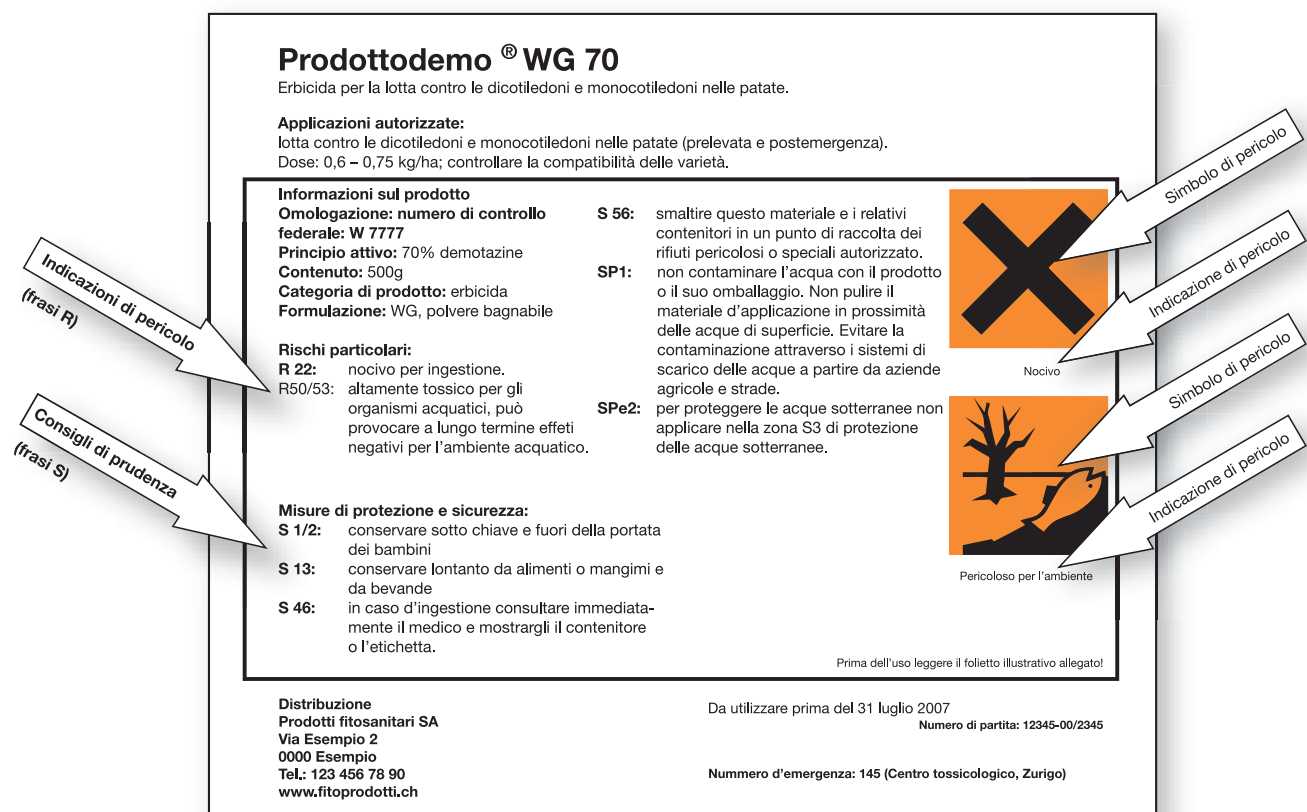 Prodottodemo ® WG 70
Erbicida per la lotta contro le dicotiledoni e monocotiledoni nelle patate.
Applicazioni autorizzate:
lotta contro le dicotiledoni e monocotiledoni nelle patate (prelevata e postemergenza).
Dose: 0,6 – 0,75 kg/ha; controllare la compatibilità delle varietà.
Informazioni sul prodotto
Omologazione: numero di controllo
federale: W 7777
Principio attivo: 70% demotazine
Contenuto: 500g
Categoria di prodotto: erbicida
Formulazione: WG, polvere bagnabile
Indicazioni di pericolo
(frasi R)
Rischi particolari:
R 22: nocivo per ingestione.
R50/53: altamente tossico per gli
organismi acquatici, può
provocare a lungo termine effeti
negativi per l'ambiente acquatico.
Consigli di prudenza
(frasi S)
Misure di protezione e sicurezza:
S 1/2: conservare sotto chiave e fuori della portata
dei bambini
S 13: conservare lontanto da alimenti o mangimi e
da bevande
S 46: in caso d'ingestione consultare immediata-
mente il medico e mostrargli il contenitore
o l'etichetta.
S 56: smaltire questo materiale e i relativi
contenitori in un punto di raccolta dei
rifiuti pericolosi o speciali autorizzato.
SP1: non contaminare l'acqua con il prodotto
o il suo omballaggio. Non pulire il
materiale d'applicazione in prossimità
delle acque di superficie. Evitare la
contaminazione attraverso i sistemi di
scarico delle acque a partire da aziende
agricole e strade.
SPe2: per proteggere le acque sotterranee non
applicare nella zona S3 di protezione
delle acque sotterranee.
Simbolo di pericolo
Indicazione di pericolo
Nocivo
Simbolo di pericolo
Indicazione di pericolo
Pericoloso per l'ambiente
Prima dell'uso leggere il folietto illustrativo allegato!
Distribuzione
Prodotti fitosanitari SA
Via Esempio 2
0000 Esempio
Tel.: 123 456 78 90
www.fitoprodotti.ch
Da utilizzare prima del 31 luglio 2007
Numero di partita: 12345-00/2345
Nummero d'emergenza: 145 (Centro tossicologico, Zurigo)